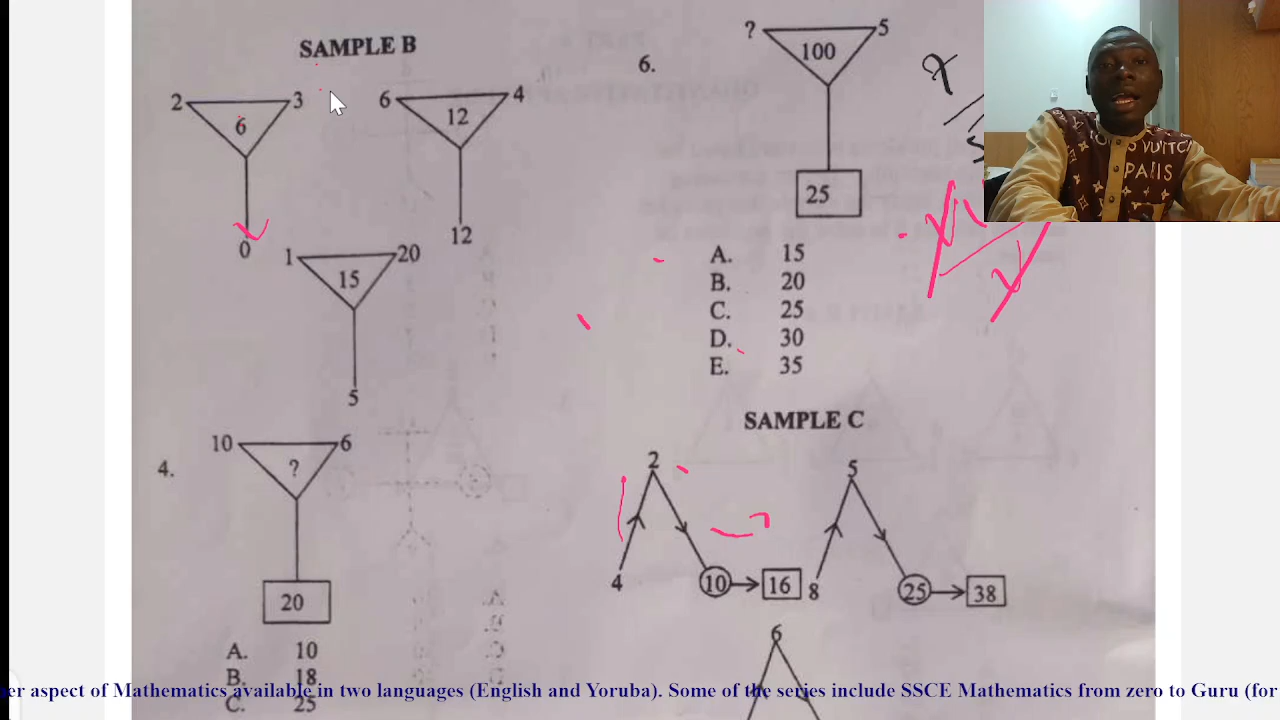 SAMPLE B
2 3
6
0
6 4
12
12
1 20
15
5
4.
10 6
?
20
A. 10
B. 18
C. 25
6.
? 5
100
25
A. 15
B. 20
C. 25
D. 30
E. 35
SAMPLE C
2
4
10
16
5
8
25
38
6
VUITTC
PARIS
per aspect of Mathematics available in two languages (English and Yoruba). Some of the series include SSCE Mathematics from zero to Guru (for